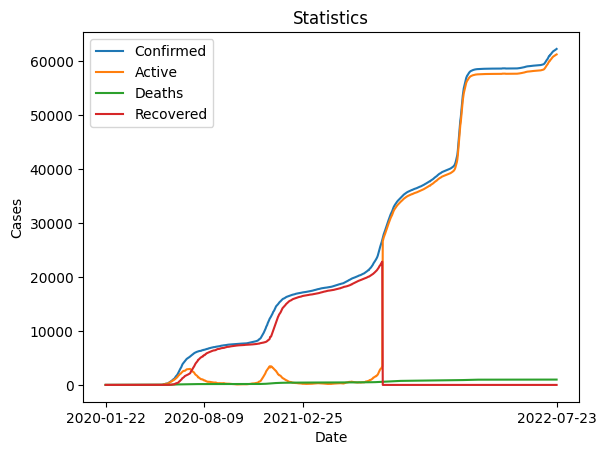 Statistics
Confirmed
Active
Deaths
Recovered
60000
50000
40000
30000
20000
10000
0
Cases
2020-01-22 2020-08-09 2021-02-25 2022-07-23
Date